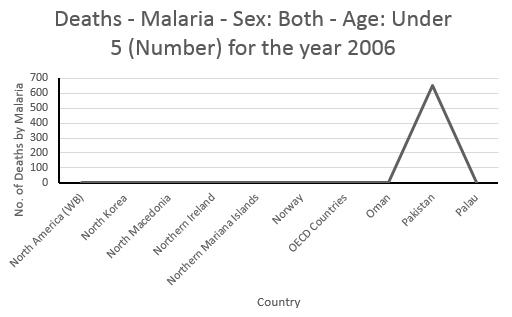 Deaths - Malaria - Sex: Both - Age: Under
5 (Number) for the year 2006
No. of Deaths by Malaria
700
600
500
400
300
200
100
0
North America (WB)
North Korea
North Macedonia
Northern Ireland
Northern Mariana Islands
Norway
OECD Countries
Oman
Pakistan
Palau
Country